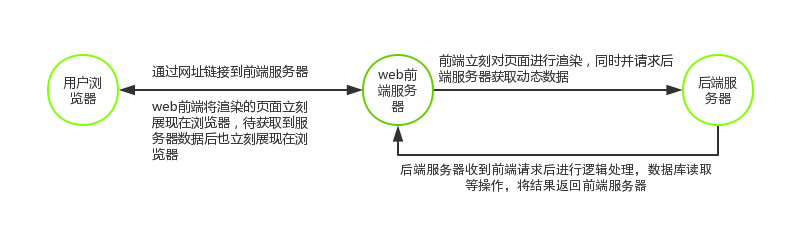 用户浏
览器
通过网址链接到前端服务器
web前端将渲染的页面立刻
展现在浏览器，待获取到服
务器数据后也立刻展现在浏
览器
web前
端服务
器
前端立刻对页面进行渲染，同时并请求后
端服务器获取动态数据
后端服
务器
后端服务器收到前端请求后进行逻辑处理，数据库读取
等操作，将结果返回前端服务器